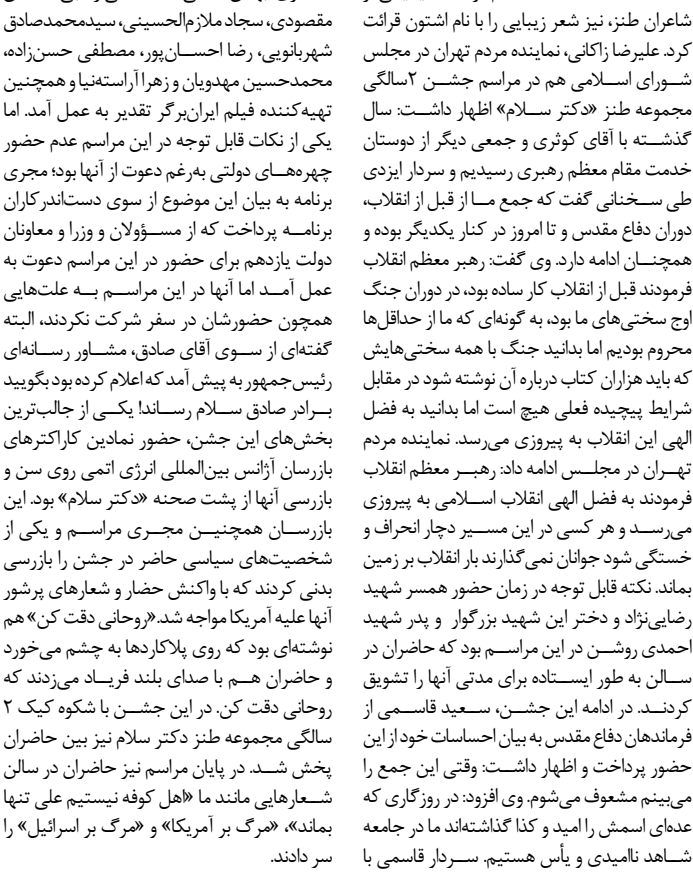 شاعران طنز، نیز شعر زیبایی را با نام اشتون قرائت
کرد. علیرضا زاکانی، نماینده مردم تهران در مجلس
شورای اسلامی هم در مراسم جشن ۲سالگی
مجموعه طنز «دکتر سلام» اظهار داشت: سال
گذشته با آقای کوثری و جمعی دیگر از دوستان
خدمت مقام معظم رهبری رسیدیم و سردار ایزدی
طی سخنانی گفت که جمع ما از قبل از انقلاب،
دوران دفاع مقدس و تا امروز در کنار یکدیگر بوده و
همچنان ادامه دارد. وی گفت: رهبر معظم انقلاب
فرمودند قبل از انقلاب کار ساده بود، در دوران جنگ
اوج سختی‌های ما بود، به گونه‌ای که ما از حداقل‌ها
محروم بودیم اما بدانید جنگ با همه سختی‌هایش
که باید هزاران کتاب درباره آن نوشته شود در مقابل
شرایط پیچیده فعلی هیچ است اما بدانید به فضل
الهی این انقلاب به پیروزی می‌رسد. نماینده مردم
تهران در مجلس ادامه داد: رهبر معظم انقلاب
فرمودند به فضل الهی انقلاب اسلامی به پیروزی
می‌رسد و هر کسی در این مسیر دچار انحراف و
خستگی شود جوانان نمی‌گذارند بار انقلاب بر زمین
بماند. نکته قابل توجه در زمان حضور همسر شهید
رضایی‌نژاد و دختر این شهید بزرگوار و پدر شهید
احمدی روشن در این مراسم بود که حاضران در
سالن به طور ایستاده برای مدتی آنها را تشویق
کردند. در ادامه این جشن، سعید قاسمی از
فرماندهان دفاع مقدس به بیان احساسات خود از این
حضور پرداخت و اظهار داشت: وقتی این جمع را
می‌بینم مشعوف می‌شوم. وی افزود: در روزگاری که
عده‌ای اسمش را امید و کذا گذاشته‌اند ما در جامعه
شاهد ناامیدی و یأس هستیم. سردار قاسمی با
مقصودی، سجاد ملازم‌الحسینی، سیدمحمدصادق
شهربانویی، رضا احسان‌پور، مصطفی حسن‌زاده،
محمدحسین مهدویان و زهرا آراسته‌نیا و همچنین
تهیه‌کننده فیلم ایران‌برگر تقدیر به عمل آمد. اما
یکی از نکات قابل توجه در این مراسم عدم حضور
چهره‌های دولتی به‌رغم دعوت از آنها بود؛ مجری
برنامه به بیان این موضوع از سوی دست‌اندرکاران
برنامه پرداخت که از مسؤولان و وزرا و معاونان
دولت یازدهم برای حضور در این مراسم دعوت به
عمل آمد اما آنها در این مراسم به علت‌هایی
همچون حضورشان در سفر شرکت نکردند، البته
گفته‌ای از سوی آقای صادق، مشاور رسانه‌ای
رئیس‌جمهور به پیش آمد که اعلام کرده بود بگویید
برادر صادق سلام رساند! یکی از جالب‌ترین
بخش‌های این جشن، حضور نمادین کاراکترهای
بازرسان آژانس بین‌المللی انرژی اتمی روی سن و
بازرسی آنها از پشت صحنه «دکتر سلام» بود. این
بازرسان همچنین مجری مراسم و یکی از
شخصیت‌های سیاسی حاضر در جشن را بازرسی
بدنی کردند که با واکنش حضار و شعارهای پرشور
آنها علیه آمریکا مواجه شد.«روحانی دقت کن» هم
نوشته‌ای بود که روی پلاکاردها به چشم می‌خورد
و حاضران هم با صدای بلند فریاد می‌زدند که
روحانی دقت کن. در این جشن با شکوه کیک ۲
سالگی مجموعه طنز دکتر سلام نیز بین حاضران
پخش شد. در پایان مراسم نیز حاضران در سالن
شعارهایی مانند ما «اهل کوفه نیستیم علی تنها
بماند»، «مرگ بر آمریکا» و «مرگ بر اسرائیل» را
سر دادند.